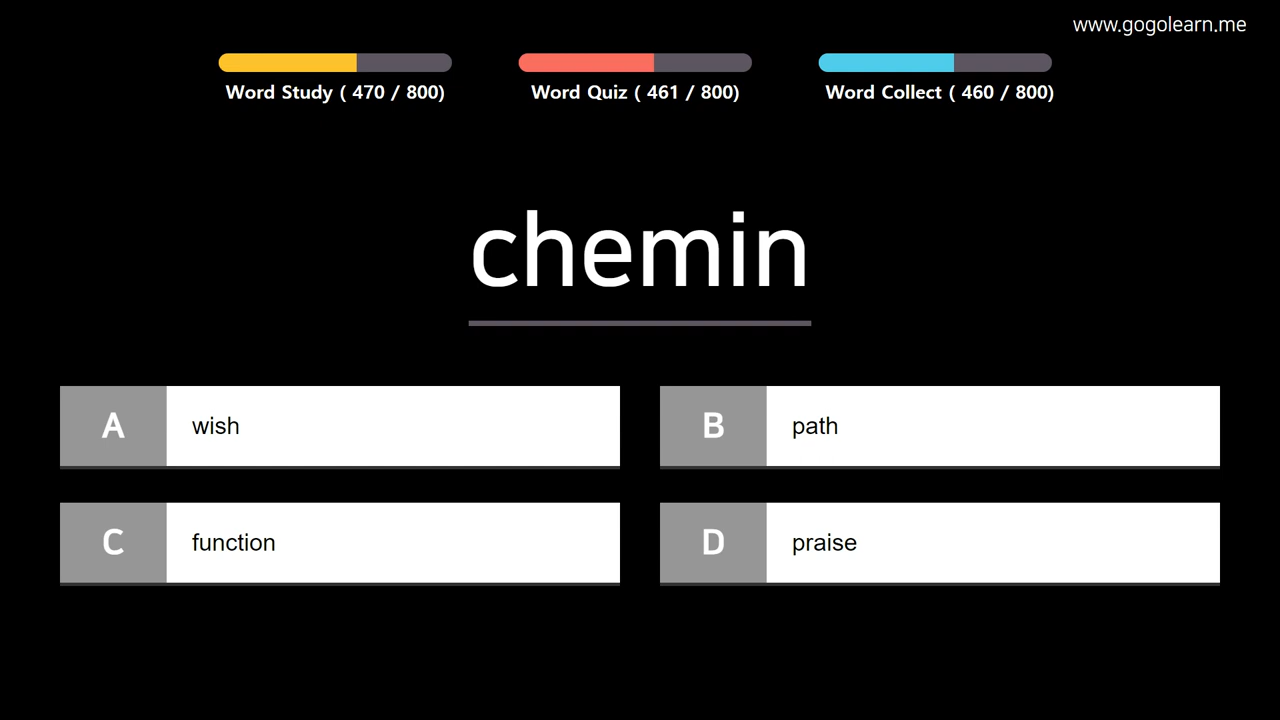 www.gogolearn.me
Word Study ( 470 / 800)
Word Quiz ( 461 / 800)
Word Collect ( 460 / 800)
chemin
A wish
B path
C function
D praise